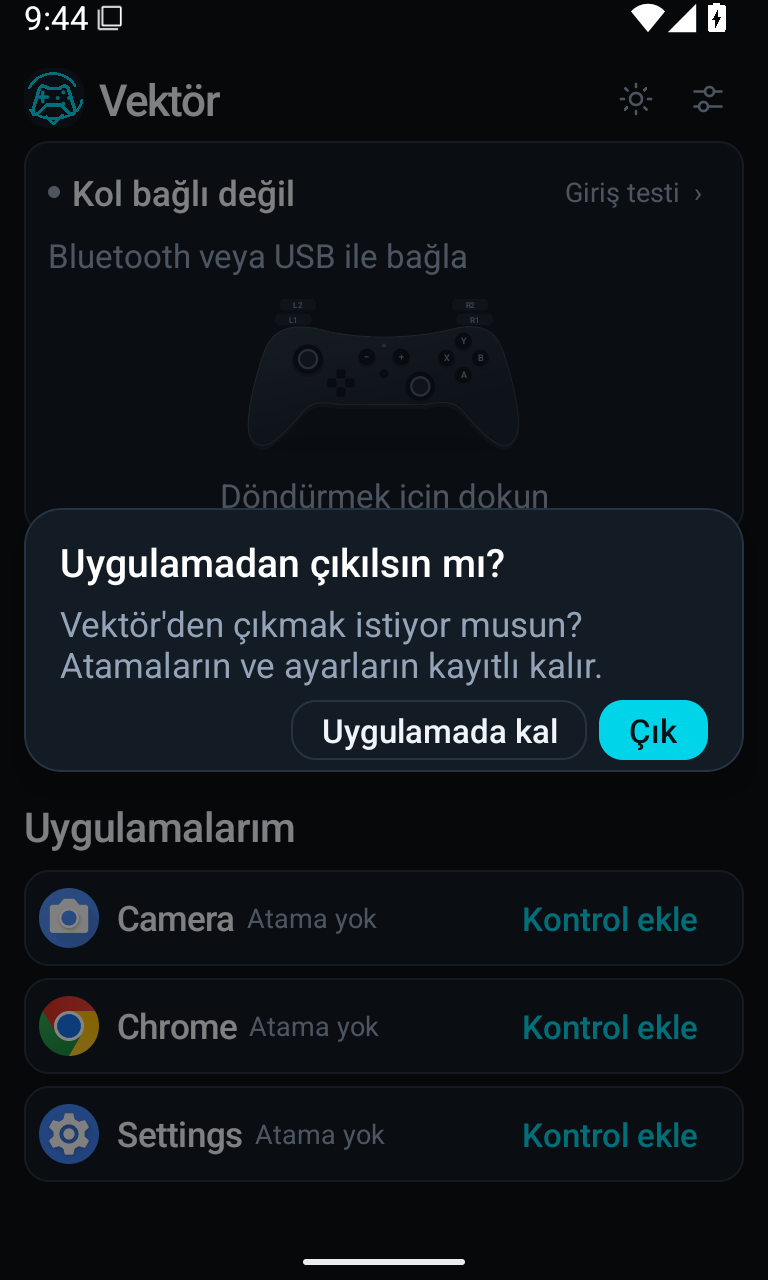 9:44
Vektör
Kol bağlı değil
Giriş testi ›
Bluetooth veya USB ile bağla
L2
R2
L1
R1
Y
X
B
A
Döndürmek için dokun
Uygulamadan çıkılsın mı?
Vektör'den çıkmak istiyor musun?
Atamaların ve ayarların kayıtlı kalır.
Uygulamada kal
Çık
Uygulamalarım
Camera Atama yok
Kontrol ekle
Chrome Atama yok
Kontrol ekle
Settings Atama yok
Kontrol ekle